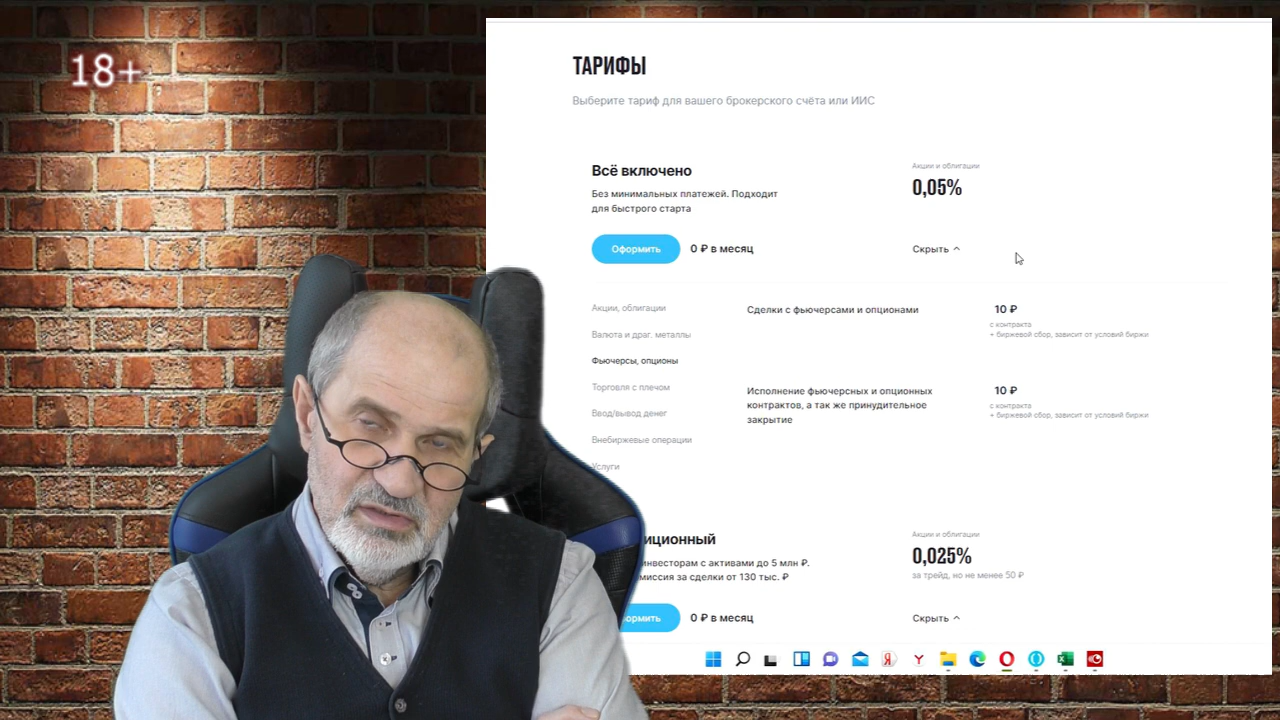 18+
ТАРИФЫ
Выберите тариф для вашего брокерского счёта или ИИС
Всё включено
Без минимальных платежей. Подходит
для быстрого старта
Оформить
0 ₽ в месяц
Акции и облигации
0,05%
Скрыть
Акции, облигации
Валюта и драг. металлы
Фьючерсы, опционы
Торговля с плечом
Ввод/вывод денег
Внебиржевые операции
Услуги
Сделки с фьючерсами и опционами
10 ₽
с контракта
+ биржевой сбор, зависит от условий биржи
Исполнение фьючерсных и опционных
контрактов, а так же принудительное
закрытие
10 ₽
с контракта
+ биржевой сбор, зависит от условий биржи
иционный
инвесторам с активами до 5 млн ₽.
миссия за сделки от 130 тыс. ₽
ормить
0 ₽ в месяц
Акции и облигации
0,025%
за трейд, но не менее 50 ₽
Скрыть